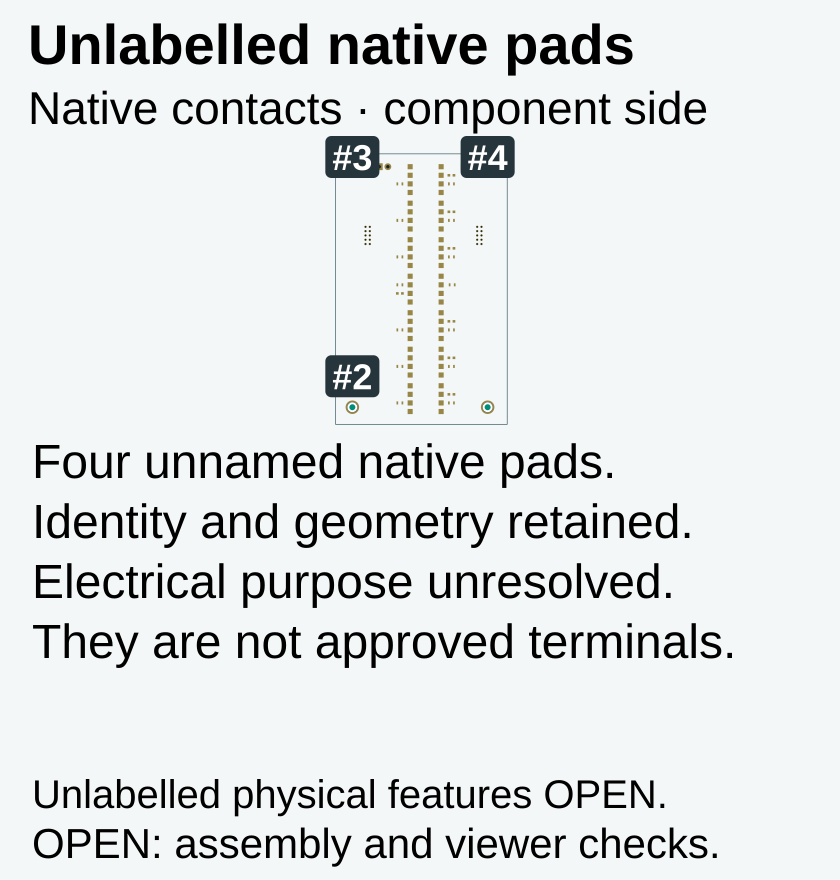 Unlabelled native pads
Native contacts · component side
#3 #4
#2
Four unnamed native pads.
Identity and geometry retained.
Electrical purpose unresolved.
They are not approved terminals.
Unlabelled physical features OPEN.
OPEN: assembly and viewer checks.